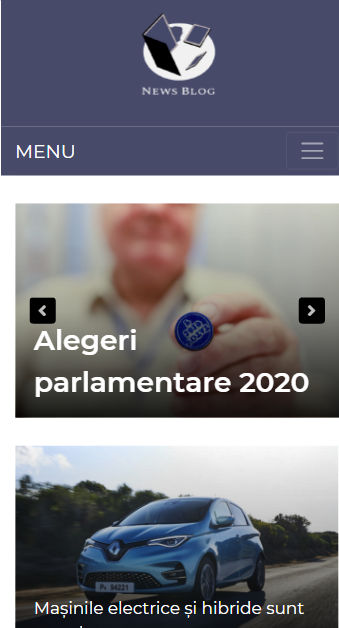 NEWS BLOG
MENU
Alegeri
parlamentare 2020
Mașinile electrice și hibride sunt